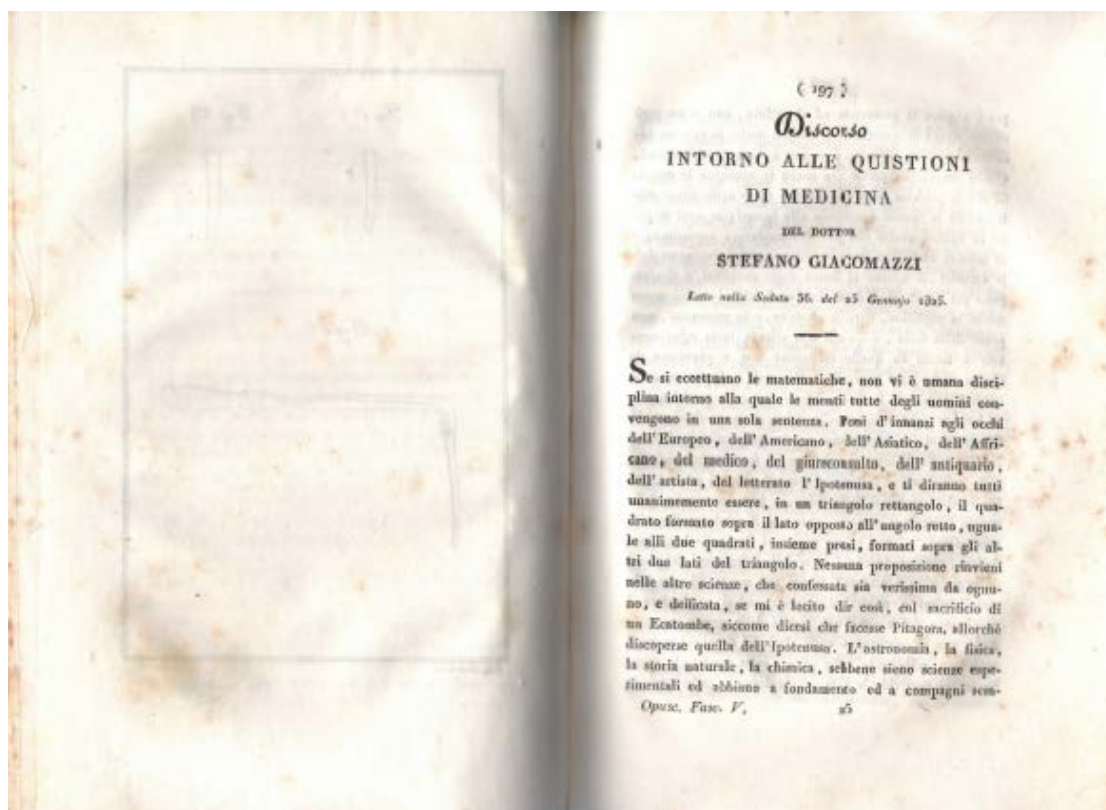 ( 197 )
Discorso
INTORNO ALLE QUISTIONI
DI MEDICINA
DEL DOTTOR
STEFANO GIACOMAZZI
Letto nella Seduta 36. del 23 Gennajo 1825.
Se si eccettuano le matematiche, non vi è umana disci-
plina intorno alla quale le menti tutte degli uomini con-
vengono in una sola sentenza. Poni d'innanzi agli occhi
dell'Europeo, dell'Americano, dell'Asiatico, dell'Affri-
cano, del medico, del giureconsulto, dell'antiquario,
dell'artista, del letterato l'Ipotenusa, e ti diranno tutti
unanimemente essere, in un triangolo rettangolo, il qua-
drato formato sopra il lato opposto all'angolo retto, ugua-
le alli due quadrati, insieme presi, formati sopra gli al-
tri due lati del triangolo. Nessuna proposizione rinvieni
nelle altre scienze, che confessata sia verissima da ognu-
no, e dedicata, se mi è lecito dir così, col sacrificio di
un Ecatombe, siccome dicesi che facesse Pitagora, allorchè
discoperse quella dell'Ipotenusa. L'astronomia, la fisica,
la storia naturale, la chimica, sebbene sieno scienze espe-
rimentali ed abbiano a fondamento ed a compagni sem-
Opusc. Fasc. V. 25